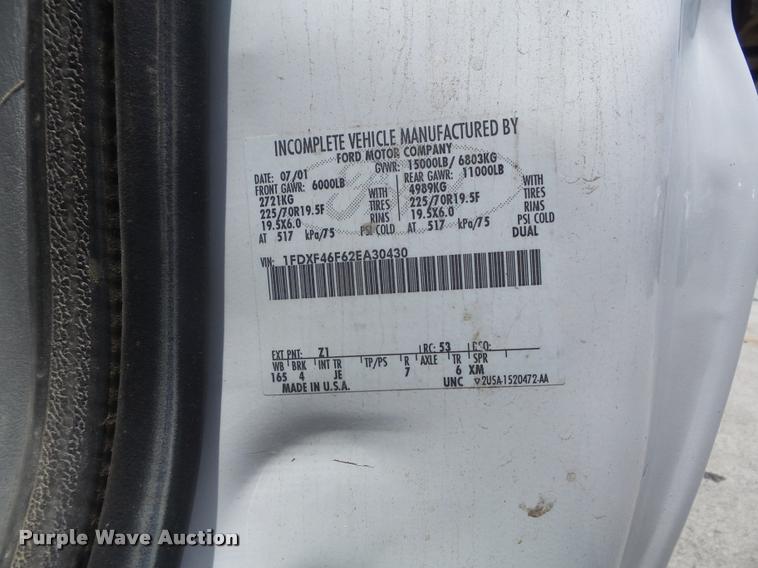 INCOMPLETE VEHICLE MANUFACTURED BY
FORD MOTOR COMPANY
DATE: 07/01 GVWR: 15000LB/ 6803KG
FRONT GAWR: 6000LB REAR GAWR: 11000LB
2721KG WITH 4989KG WITH
225/70R19.5F TIRES 225/70R19.5F TIRES
19.5X6.0 RIMS 19.5X6.0 RIMS
AT 517 kPa/75 PSI COLD AT 517 kPa/75 PSI COLD
DUAL
VIN: 1FDXF46F62EA30430
EXT PNT: Z1 RC: 53 DSO:
WB BRK INT TR TP/PS R AXLE TR SPR
165 4 JE 7 6 XM
MADE IN U.S.A. UNC 2USA-1520472-AA
Purple Wave Auction